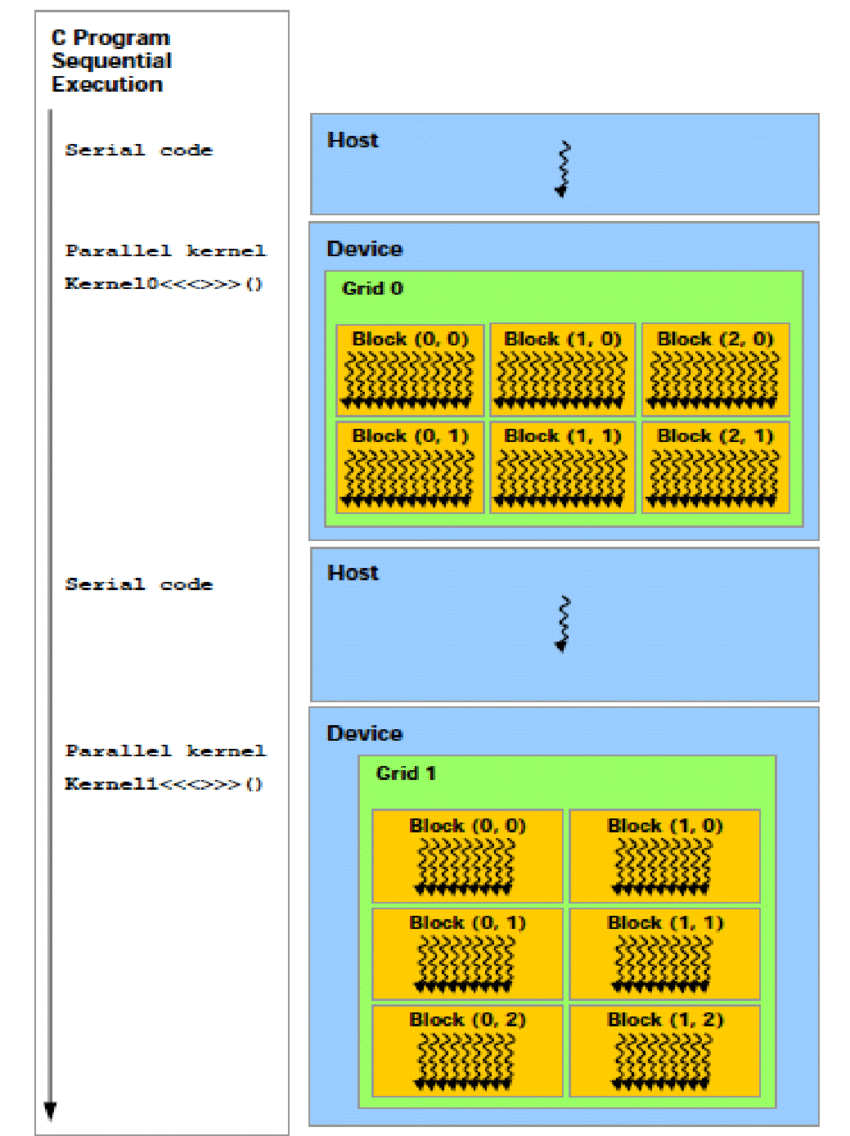 C Program
Sequential
Execution
Serial code
Host
Parallel kernel
Kernel0<<<>>>()
Device
Grid 0
Block (0, 0) Block (1, 0) Block (2, 0)
Block (0, 1) Block (1, 1) Block (2, 1)
Serial code
Host
Parallel kernel
Kernel1<<<>>>()
Device
Grid 1
Block (0, 0) Block (1, 0)
Block (0, 1) Block (1, 1)
Block (0, 2) Block (1, 2)